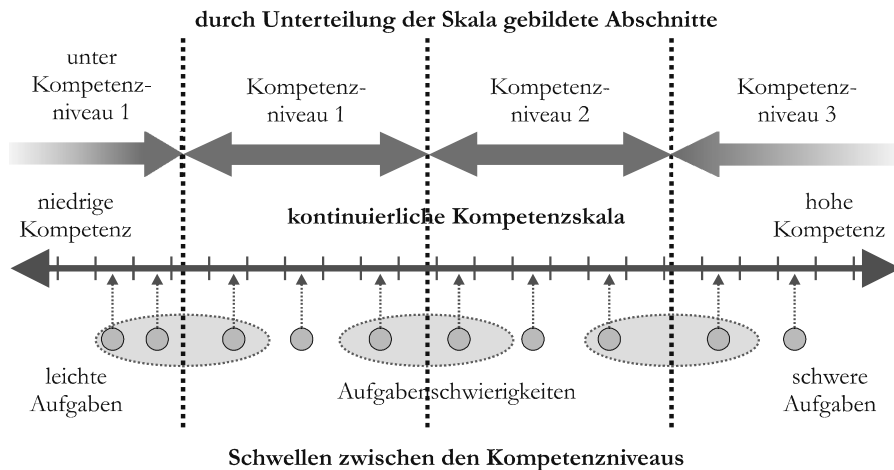 durch Unterteilung der Skala gebildete Abschnitte
unter
Kompetenz-
niveau 1
Kompetenz-
niveau 1
Kompetenz-
niveau 2
Kompetenz-
niveau 3
niedrige
Kompetenz
kontinuierliche Kompetenzskala
hohe
Kompetenz
leichte
Aufgaben
Aufgabenschwierigkeiten
schwere
Aufgaben
Schwellen zwischen den Kompetenzniveaus